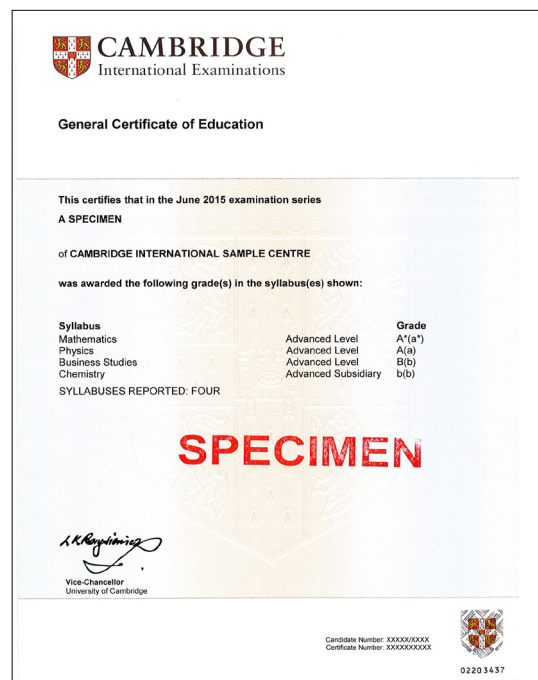 CAMBRIDGE
International Examinations
General Certificate of Education
This certifies that in the June 2015 examination series
A SPECIMEN
of CAMBRIDGE INTERNATIONAL SAMPLE CENTRE
was awarded the following grade(s) in the syllabus(es) shown:
Syllabus Grade
Mathematics Advanced Level A*(a*)
Physics Advanced Level A(a)
Business Studies Advanced Level B(b)
Chemistry Advanced Subsidiary b(b)
SYLLABUSES REPORTED: FOUR
SPECIMEN
Vice-Chancellor
University of Cambridge
Candidate Number: XXXXX/XXXX
Certificate Number: XXXXXXXXXX
02203437